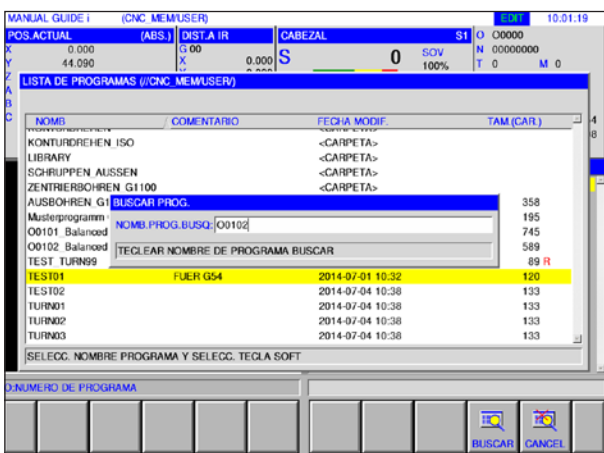 MANUAL GUIDE i (CNC_MEM/USER) EDIT 10:01:19
POS.ACTUAL (ABS.) DIST.A IR CABEZAL S1 O O0000
X 0.000 G 00 N 00000000
Y 44.090 X 0.000 S 0 SOV 100% T 0 M 0
Z
LISTA DE PROGRAMAS (//CNC_MEM/USER/)
A
B
C
NOMB / COMENTARIO FECHA MODIF. TAM.(CAR.)
KONTURDREHEN_ISO <CARPETA>
LIBRARY <CARPETA>
SCHRUPPEN_AUSSEN <CARPETA>
ZENTRIERBOHREN_G1100 <CARPETA>
AUSBOHREN_G1 358
BUSCAR PROG.
Musterprogramm 195
NOMB.PROG.BUSQ: O0102
O0101_Balanced 745
O0102_Balanced 589
TECLEAR NOMBRE DE PROGRAMA BUSCAR
TEST_TURN99 89 R
TEST01 FUER G54 2014-07-01 10:32 120
TEST02 2014-07-04 10:38 133
TURN01 2014-07-04 10:38 133
TURN02 2014-07-04 10:38 133
TURN03 2014-07-04 10:38 133
SELECC. NOMBRE PROGRAMA Y SELECC. TECLA SOFT
O:NUMERO DE PROGRAMA
BUSCAR CANCEL